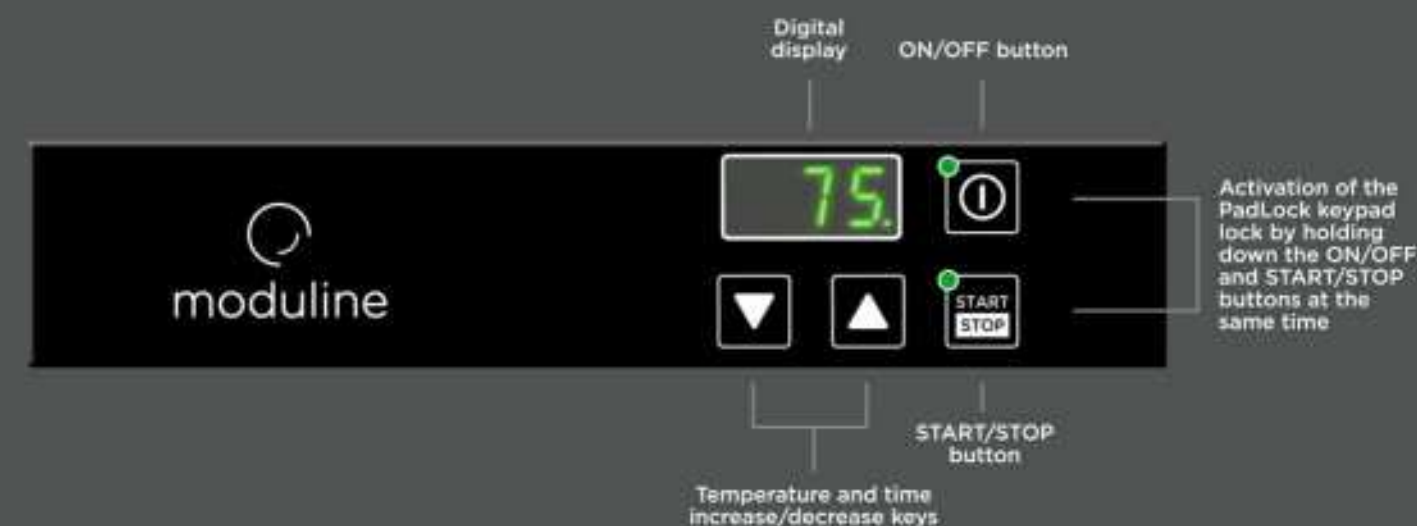 Digital
display
ON/OFF button
75.
moduline
START
STOP
Activation of the
PadLock keypad
lock by holding
down the ON/OFF
and START/STOP
buttons at the
same time
START/STOP
button
Temperature and time
increase/decrease keys